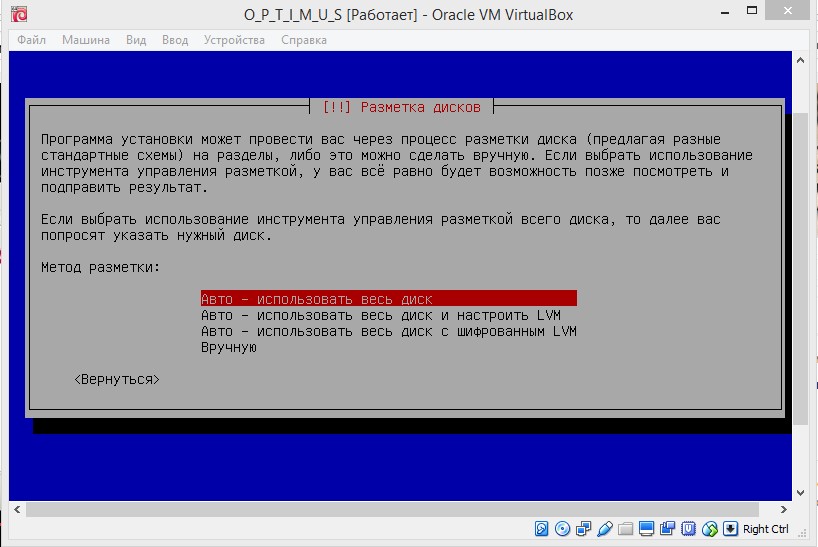 O_P_T_I_M_U_S [Работает] - Oracle VM VirtualBox
Файл Машина Вид Ввод Устройства Справка
[!!] Разметка дисков
Программа установки может провести вас через процесс разметки диска (предлагая разные
стандартные схемы) на разделы, либо это можно сделать вручную. Если выбрать использование
инструмента управления разметкой, у вас всё равно будет возможность позже посмотреть и
подправить результат.
Если выбрать использование инструмента управления разметкой всего диска, то далее вас
попросят указать нужный диск.
Метод разметки:
Авто - использовать весь диск
Авто - использовать весь диск и настроить LVM
Авто - использовать весь диск с шифрованным LVM
Вручную
<Вернуться>
Right Ctrl